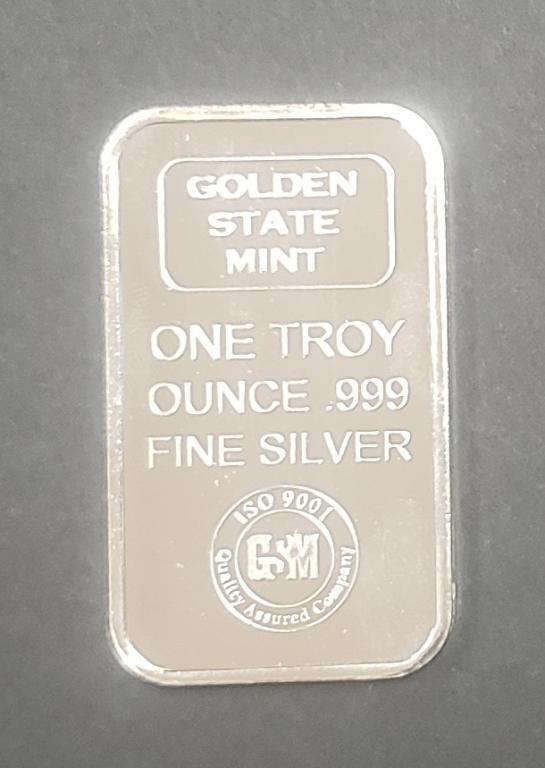 GOLDEN
STATE
MINT
ONE TROY
OUNCE .999
FINE SILVER
ISO 9001
GSM
Quality Assured Company